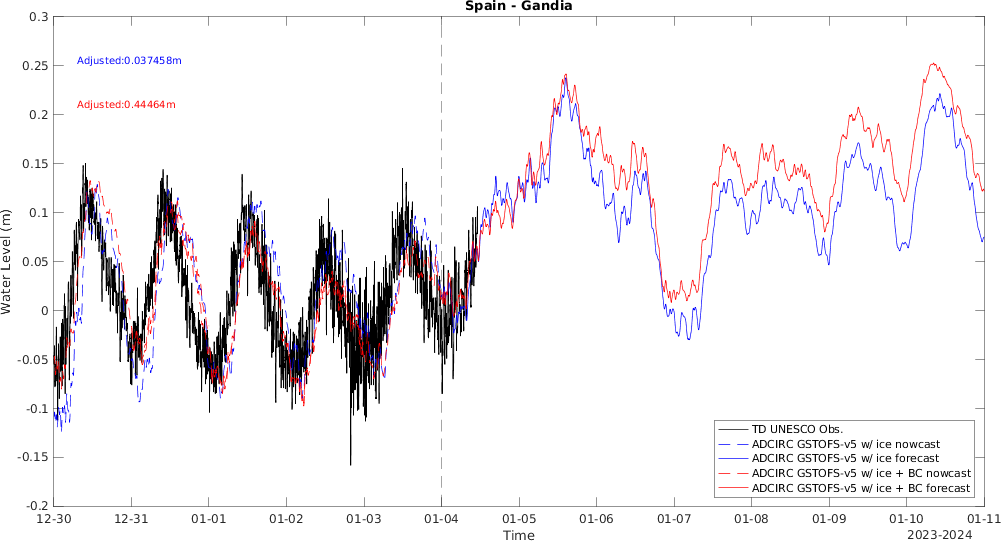 Spain - Gandia
0.3
0.25
0.2
0.15
0.1
0.05
0
-0.05
-0.1
-0.15
-0.2
Water Level (m)
Adjusted:0.037458m
Adjusted:0.44464m
TD UNESCO Obs.
ADCIRC GSTOFS-v5 w/ ice nowcast
ADCIRC GSTOFS-v5 w/ ice forecast
ADCIRC GSTOFS-v5 w/ ice + BC nowcast
ADCIRC GSTOFS-v5 w/ ice + BC forecast
12-30 12-31 01-01 01-02 01-03 01-04 01-05 01-06 01-07 01-08 01-09 01-10 01-11
Time
2023-2024